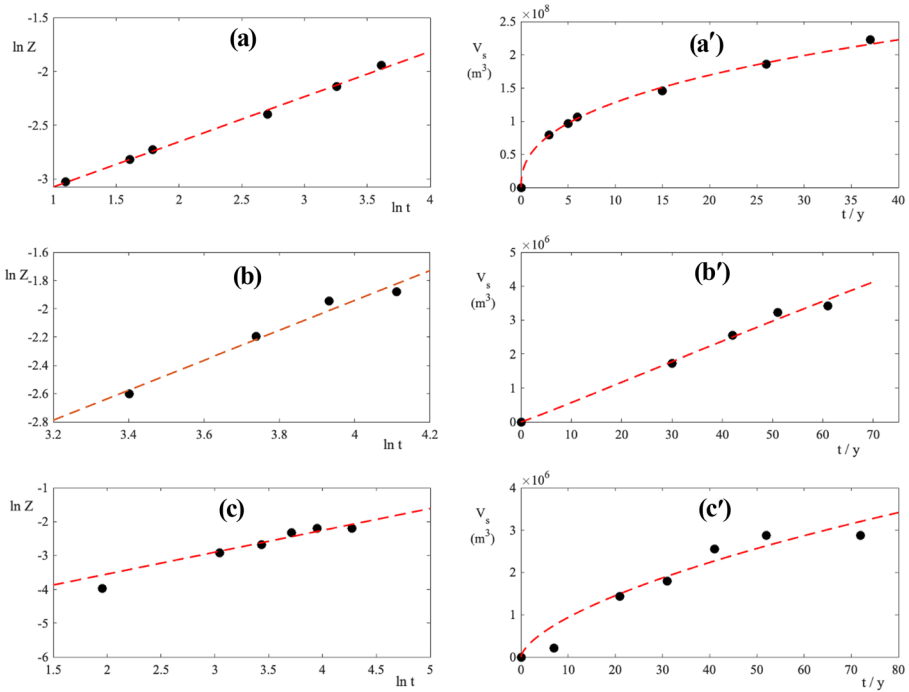 (a)
ln Z
-1.5
-2
-2.5
-3
1 1.5 2 2.5 3 3.5 4
ln t
(a′)
×10⁸
V_s
(m³)
2.5
2
1.5
1
0.5
0
0 5 10 15 20 25 30 35 40
t / y
(b)
ln Z
-1.6
-1.8
-2
-2.2
-2.4
-2.6
-2.8
3.2 3.4 3.6 3.8 4 4.2
ln t
(b′)
×10⁶
V_s
(m³)
5
4
3
2
1
0
0 10 20 30 40 50 60 70
t / y
(c)
ln Z
-1
-2
-3
-4
-5
-6
1.5 2 2.5 3 3.5 4 4.5 5
ln t
(c′)
×10⁶
V_s
(m³)
4
3
2
1
0
0 10 20 30 40 50 60 70 80
t / y